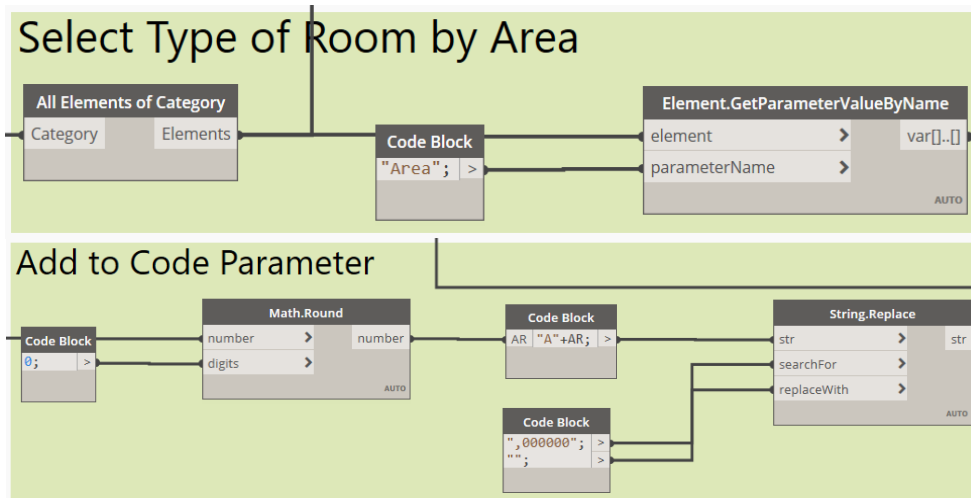 Select Type of Room by Area
All Elements of Category
Category Elements
Code Block
"Area"; >
Element.GetParameterValueByName
element > var[]..[]
parameterName >
AUTO
Add to Code Parameter
Code Block
0; >
Math.Round
number > number
digits >
AUTO
Code Block
AR "A"+AR; >
Code Block
",000000"; >
""; >
String.Replace
str > str
searchFor >
replaceWith >
AUTO